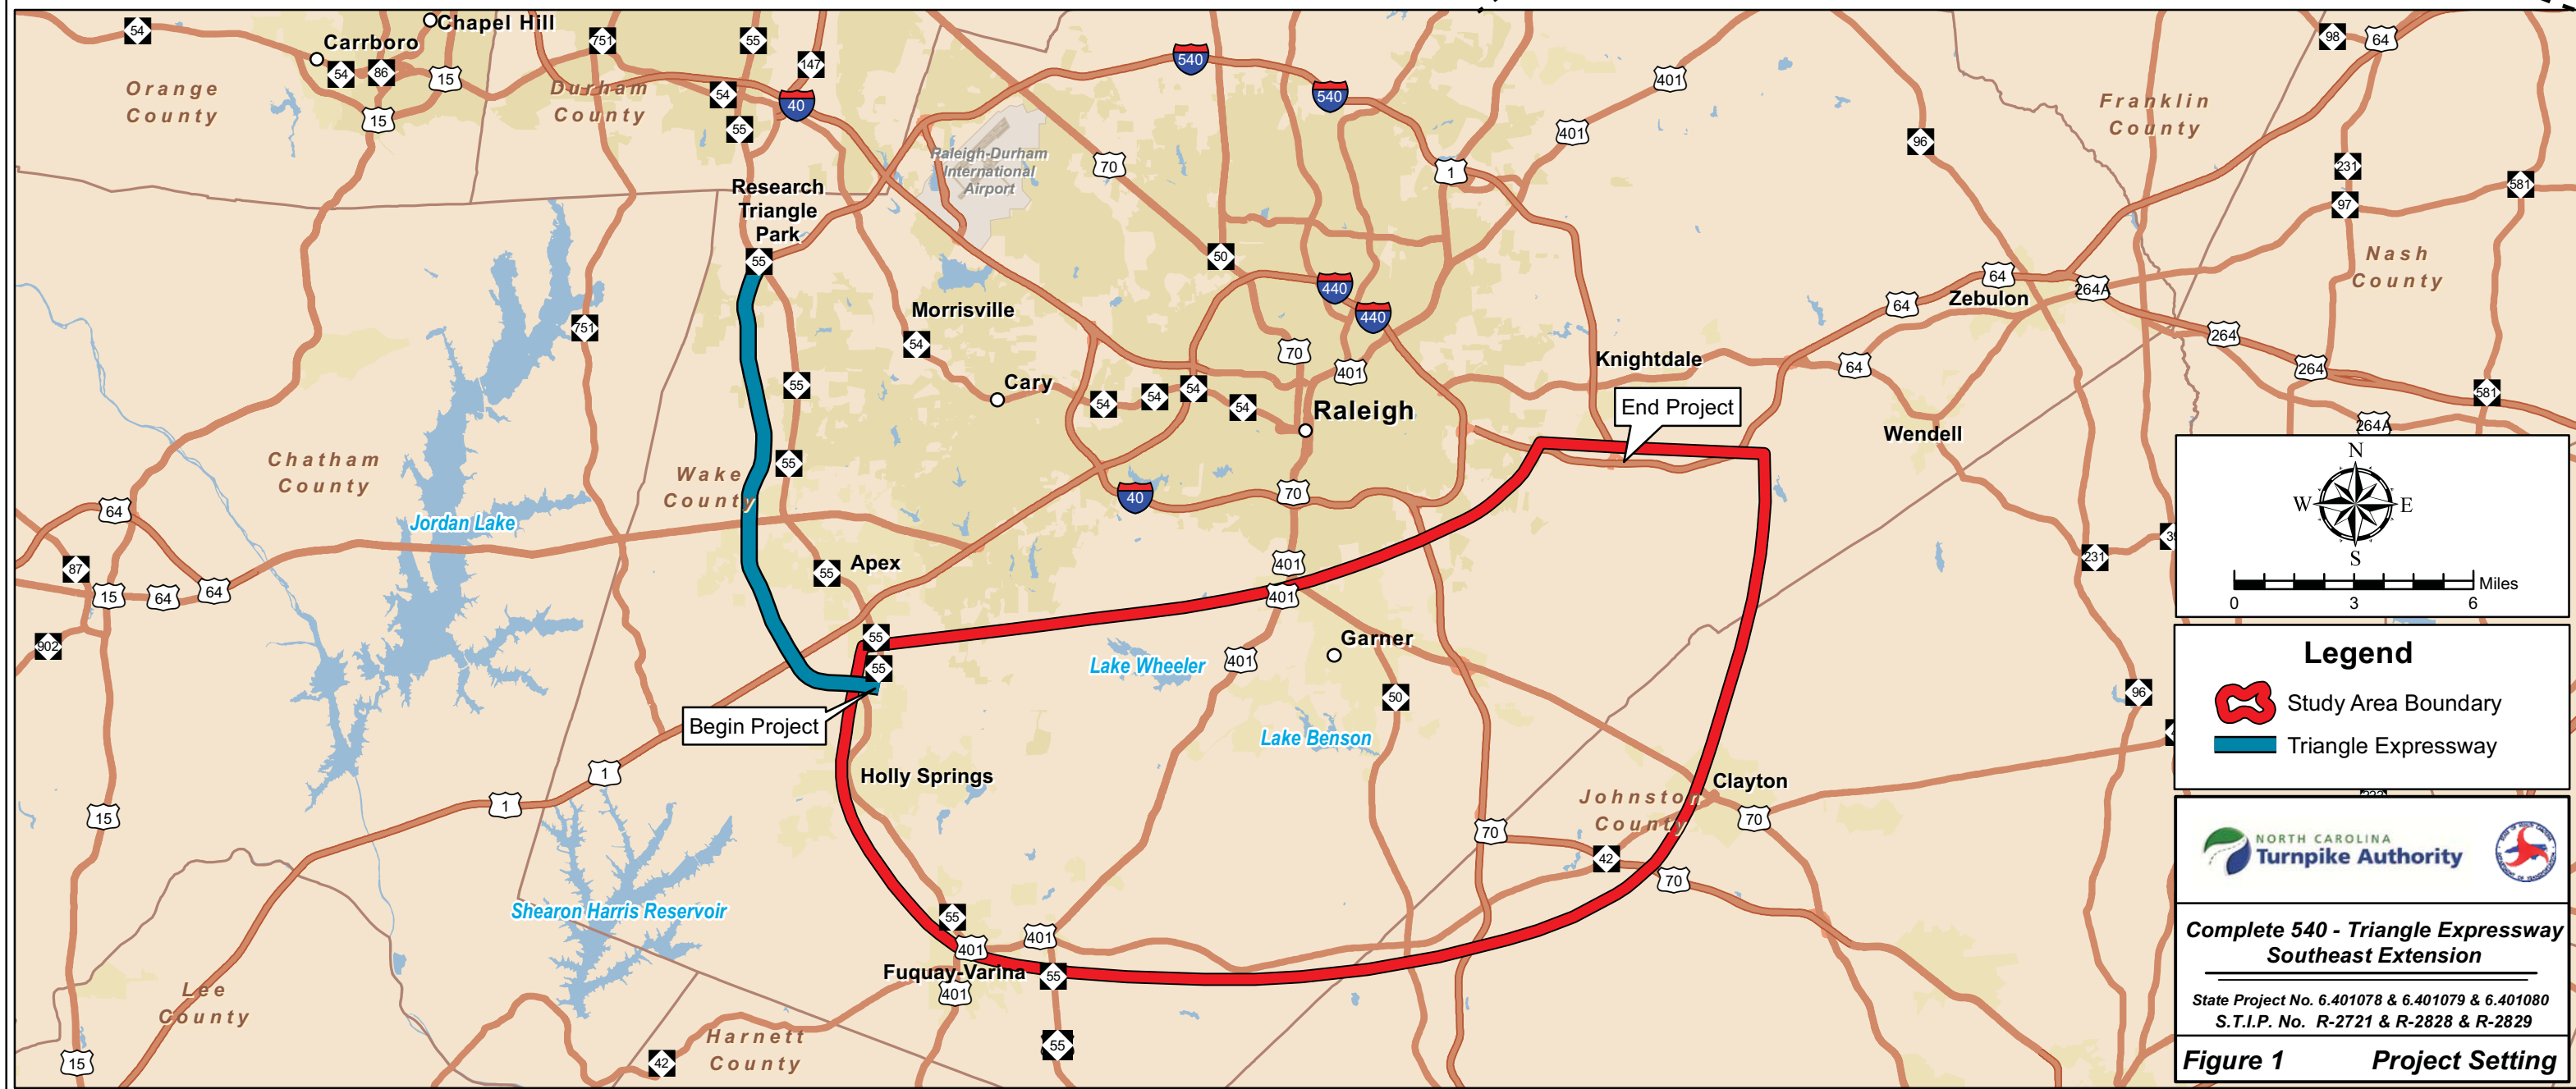 Chapel Hill
Carrboro
54
54
86
15
15
751
55
147
54
40
55
540
540
401
401
98
64
Orange
County
Durham
County
Franklin
County
Raleigh-Durham
International
Airport
70
1
96
231
97
581
Research
Triangle
Park
55
50
440
440
64
264A
Nash
County
Zebulon
64
264
264
Morrisville
751
54
70
401
Knightdale
64
581
264A
Cary
55
54
54
54
54
Raleigh
End Project
Wendell
Chatham
County
Wake
County
55
40
70
64
Jordan Lake
87
15
64
64
902
Apex
55
401
401
231
55
55
Garner
401
Lake Wheeler
50
96
Begin Project
Lake Benson
Holly Springs
1
1
15
Johnston
County
Clayton
70
70
42
70
Shearon Harris Reservoir
55
401
401
Fuquay-Varina
55
401
Lee
County
Harnett
County
15
42
55
N
W
E
S
Miles
0 3 6
Legend
Study Area Boundary
Triangle Expressway
NORTH CAROLINA
Turnpike Authority
Complete 540 - Triangle Expressway
Southeast Extension
State Project No. 6.401078 & 6.401079 & 6.401080
S.T.I.P. No. R-2721 & R-2828 & R-2829
Figure 1 Project Setting